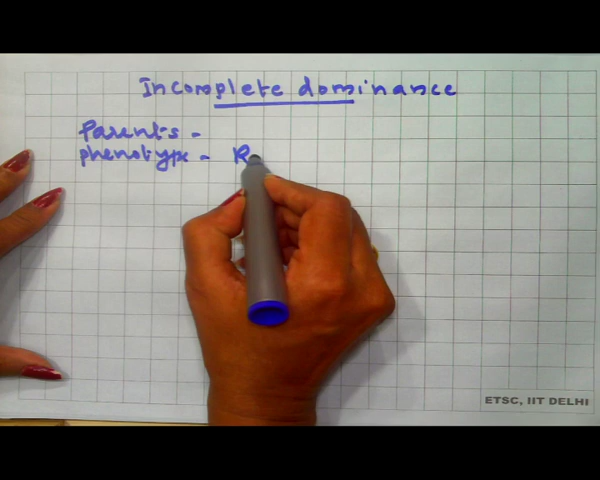 Incomplete dominance
Parents -
phenotype - R
ETSC, IIT DELHI